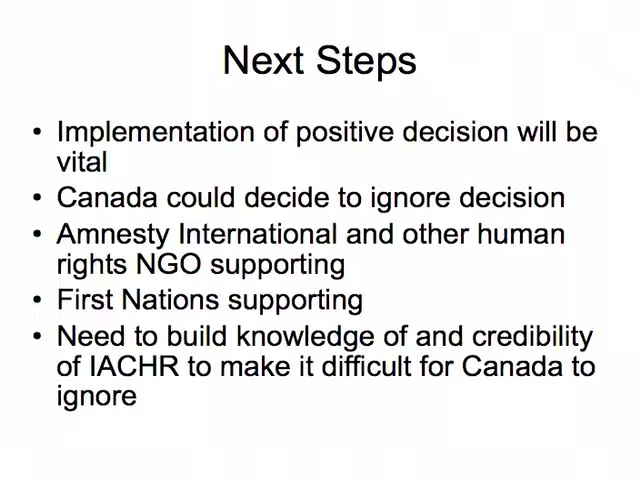 Next Steps
• Implementation of positive decision will be
vital
• Canada could decide to ignore decision
• Amnesty International and other human
rights NGO supporting
• First Nations supporting
• Need to build knowledge of and credibility
of IACHR to make it difficult for Canada to
ignore